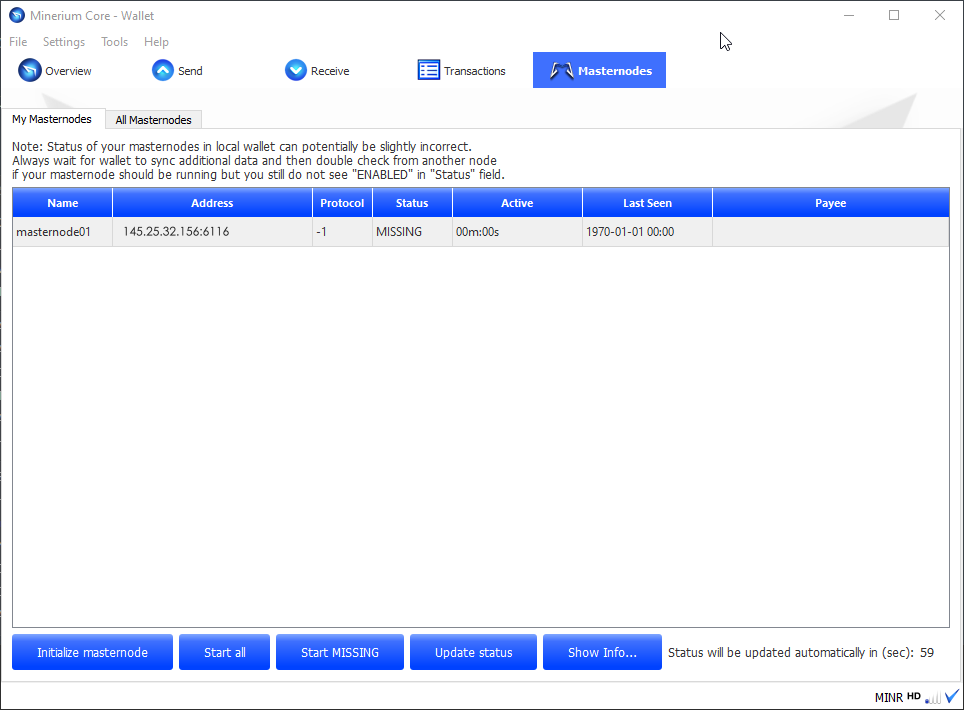 Minerium Core - Wallet
File Settings Tools Help
Overview Send Receive Transactions Masternodes
My Masternodes All Masternodes
Note: Status of your masternodes in local wallet can potentially be slightly incorrect.
Always wait for wallet to sync additional data and then double check from another node
if your masternode should be running but you still do not see "ENABLED" in "Status" field.
Name Address Protocol Status Active Last Seen Payee
masternode01 145.25.32.156:6116 -1 MISSING 00m:00s 1970-01-01 00:00
Initialize masternode Start all Start MISSING Update status Show Info... Status will be updated automatically in (sec): 59
MINR HD